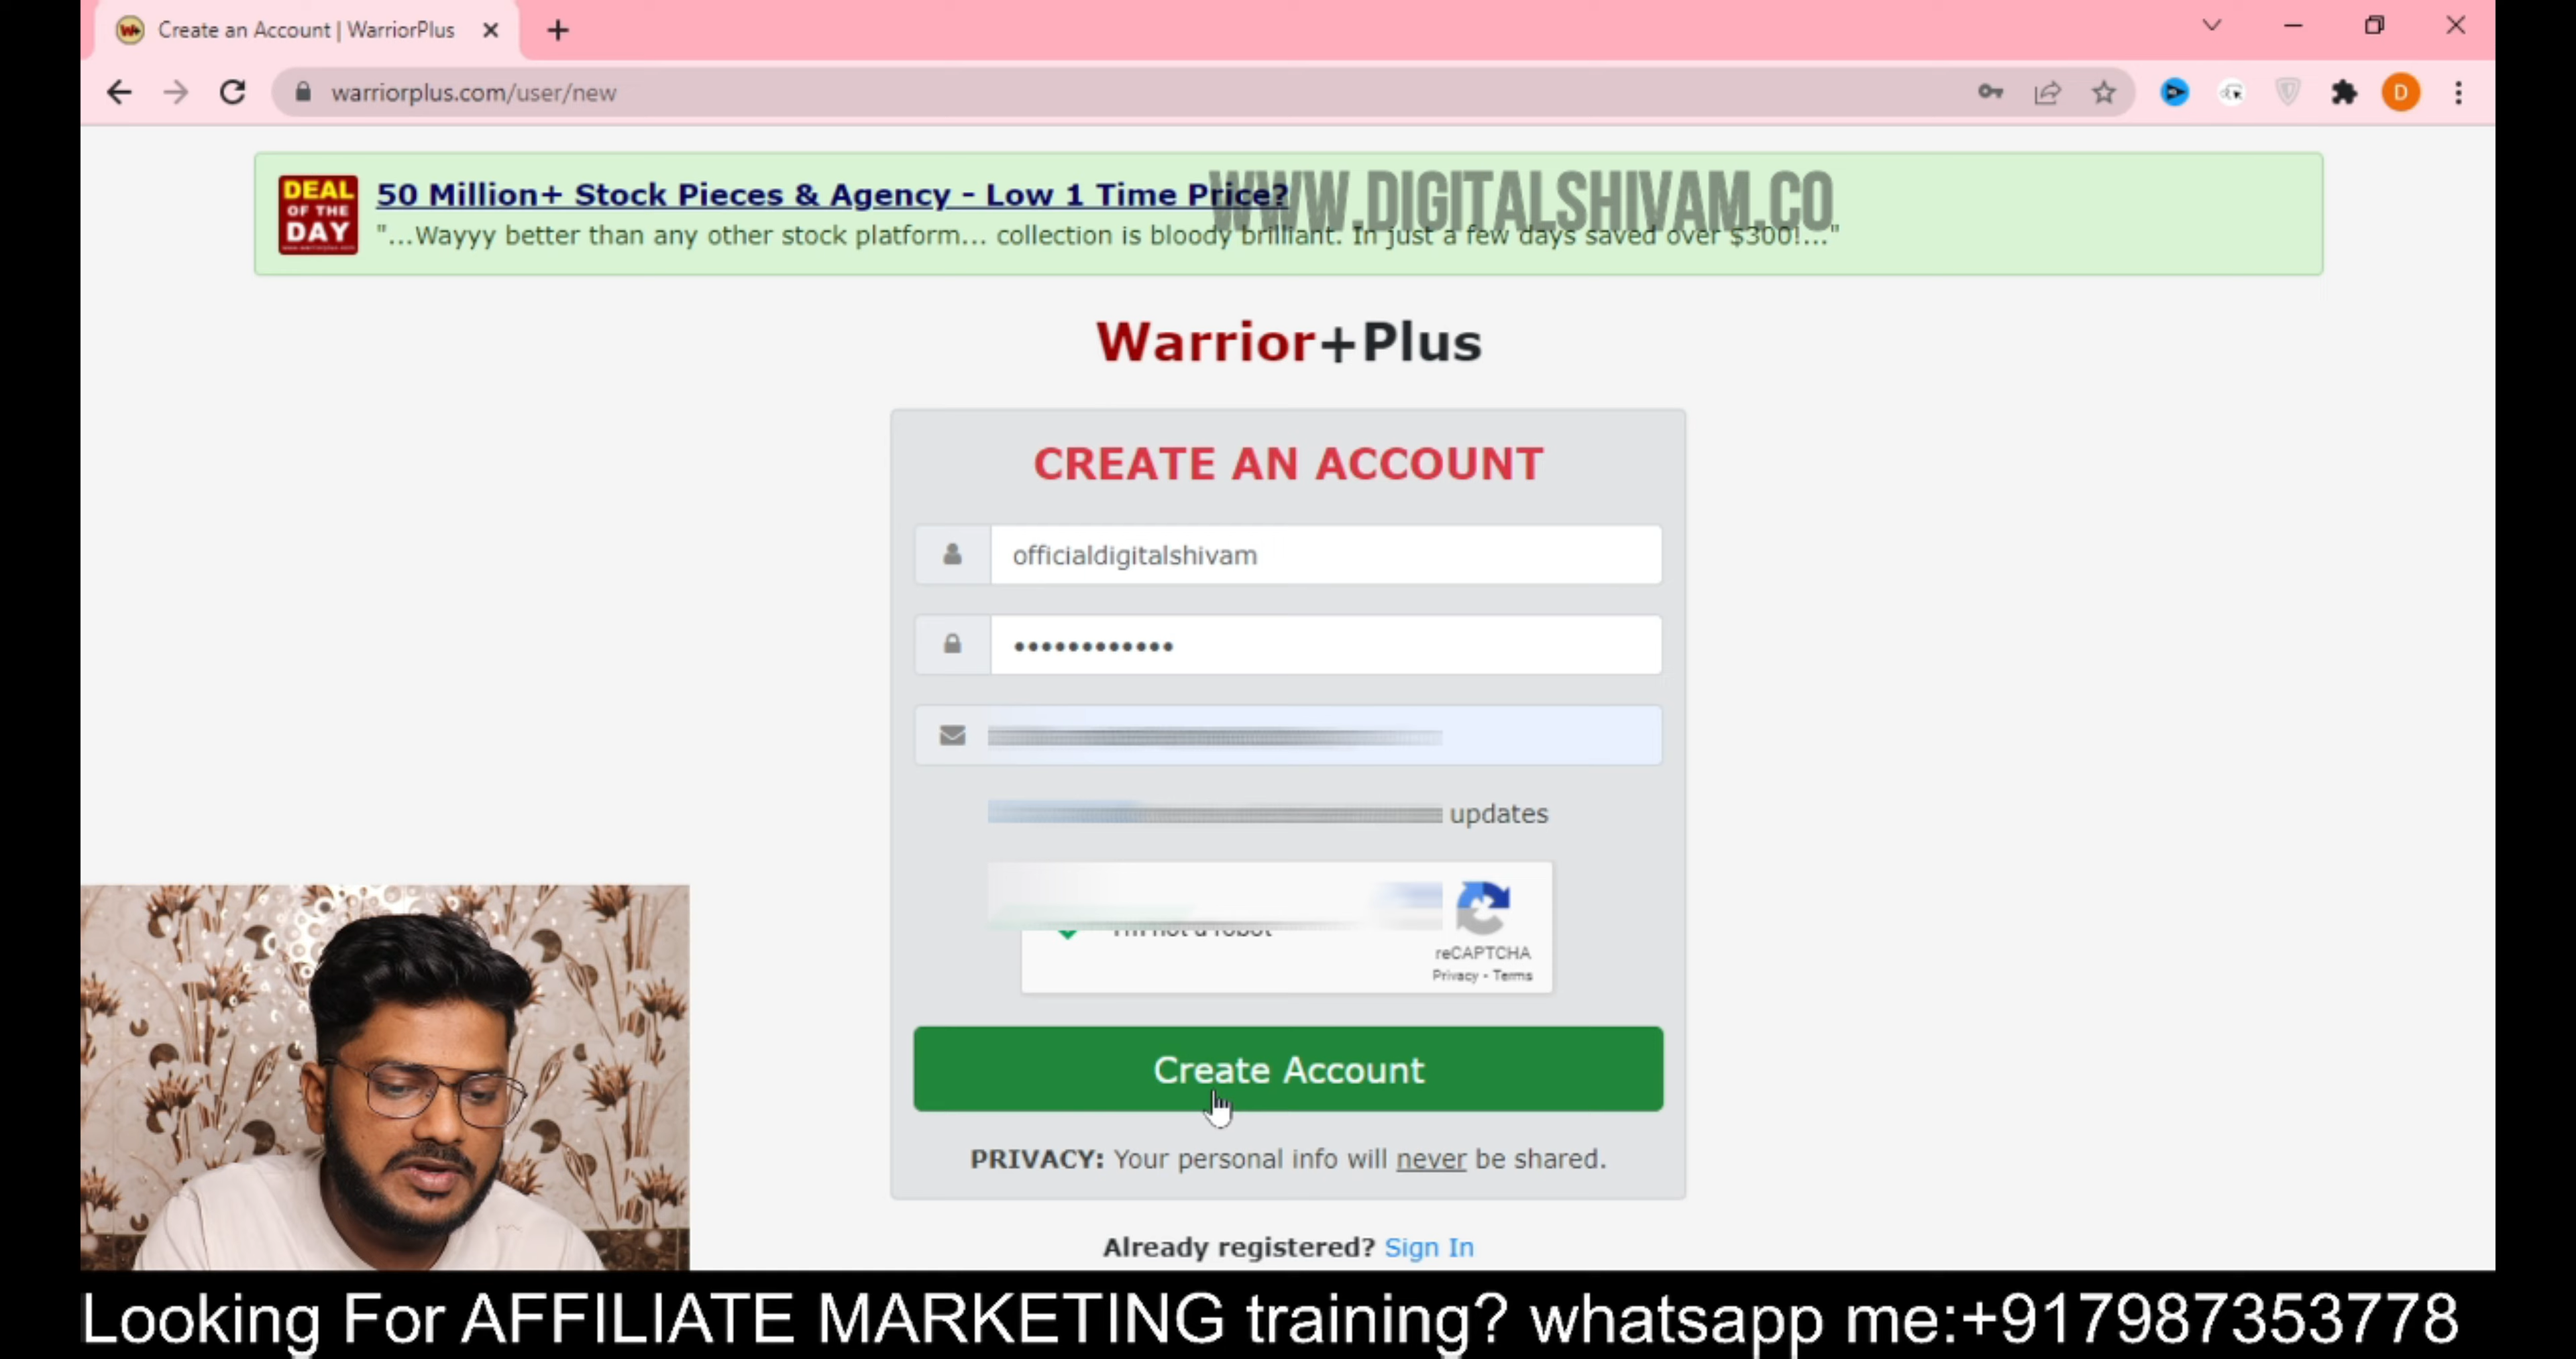 Create an Account | WarriorPlus
warriorplus.com/user/new
D
DEAL
OF THE
DAY
50 Million+ Stock Pieces & Agency - Low 1 Time Price?
WWW.DIGITALSHIVAM.CO
"...Wayyy better than any other stock platform... collection is bloody brilliant. In just a few days saved over $300!..."
Warrior+Plus
CREATE AN ACCOUNT
officialdigitalshivam
••••••••••••
updates
I'm not a robot
reCAPTCHA
Privacy - Terms
Create Account
PRIVACY: Your personal info will never be shared.
Already registered? Sign In
Looking For AFFILIATE MARKETING training? whatsapp me:+917987353778